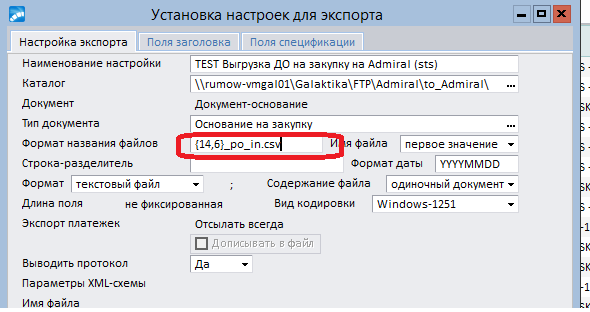 Установка настроек для экспорта
Настройка экспорта Поля заголовка Поля спецификации
Наименование настройки TEST Выгрузка ДО на закупку на Admiral (sts)
Каталог \\rumow-vmgal01\Galaktika\FTP\Admiral\to_Admiral\ ...
Документ Документ-основание
Тип документа Основание на закупку ...
Формат названия файлов {14,6}_po_in.csv Имя файла первое значение
Строка-разделитель Формат даты YYYYMMDD
Формат текстовый файл ; Содержание файла одиночный документ
Длина поля не фиксированная Вид кодировки Windows-1251
Экспорт платежек Отсылать всегда
Дописывать в файл
Выводить протокол Да
Параметры XML-схемы
Имя файла